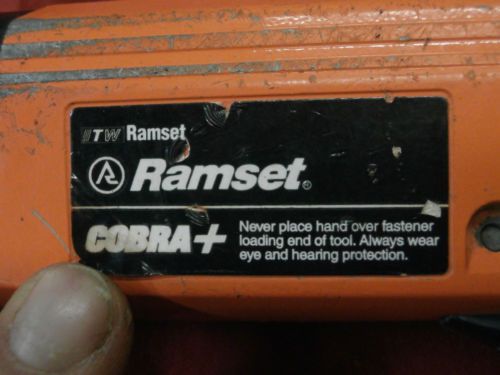 ITW Ramset
Ramset
COBRA+
Never place hand over fastener
loading end of tool. Always wear
eye and hearing protection.